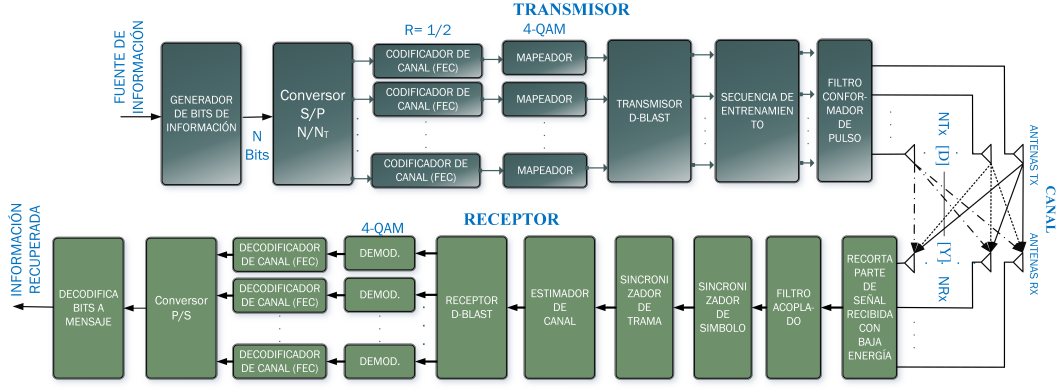 TRANSMISOR
FUENTE DE
INFORMACIÓN
GENERADOR
DE BITS DE
INFORMACIÓN
N
Bits
Conversor
S/P
N/NT
R= 1/2
CODIFICADOR DE
CANAL (FEC)
CODIFICADOR DE
CANAL (FEC)
CODIFICADOR DE
CANAL (FEC)
4-QAM
MAPEADOR
MAPEADOR
MAPEADOR
TRANSMISOR
D-BLAST
SECUENCIA DE
ENTRENAMIEN
TO
FILTRO
CONFOR-
MADOR
DE
PULSO
NTx [D]
ANTENAS TX
CANAL
[Y] NRx
ANTENAS RX
RECEPTOR
INFORMACIÓN
RECUPERADA
DECODIFICA
BITS A
MENSAJE
Conversor
P/S
DECODIFICADOR
DE CANAL (FEC)
DECODIFICADOR
DE CANAL (FEC)
DECODIFICADOR
DE CANAL (FEC)
4-QAM
DEMOD.
DEMOD.
DEMOD.
RECEPTOR
D-BLAST
ESTIMADOR
DE
CANAL
SINCRONI
ZADOR
DE
TRAMA
SINCRONI
ZADOR
DE
SIMBOLO
FILTRO
ACOPLA-
DO
RECORTA
PARTE
DE
SEÑAL
RECIBIDA
CON
BAJA
ENERGÍA